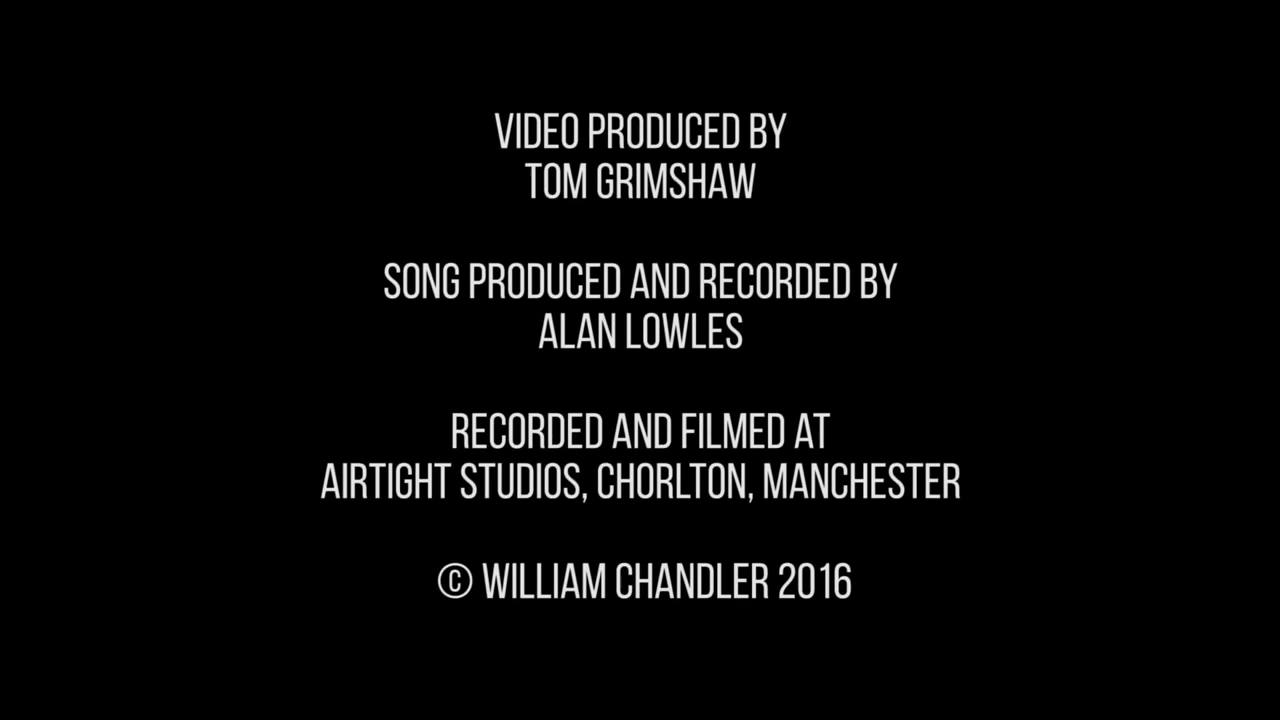 VIDEO PRODUCED BY
TOM GRIMSHAW
SONG PRODUCED AND RECORDED BY
ALAN LOWLES
RECORDED AND FILMED AT
AIRTIGHT STUDIOS, CHORLTON, MANCHESTER
© WILLIAM CHANDLER 2016